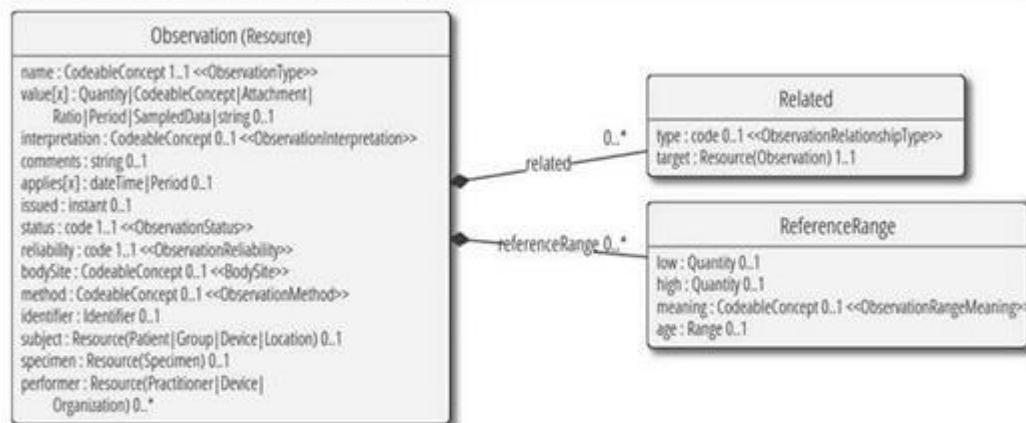 Observation (Resource)
name : CodeableConcept 1..1 <<ObservationType>>
value[x] : Quantity|CodeableConcept|Attachment|
Ratio|Period|SampledData|string 0..1
interpretation : CodeableConcept 0..1 <<ObservationInterpretation>>
comments : string 0..1
applies[x] : dateTime|Period 0..1
issued : instant 0..1
status : code 1..1 <<ObservationStatus>>
reliability : code 1..1 <<ObservationReliability>>
bodySite : CodeableConcept 0..1 <<BodySite>>
method : CodeableConcept 0..1 <<ObservationMethod>>
identifier : Identifier 0..1
subject : Resource(Patient|Group|Device|Location) 0..1
specimen : Resource(Specimen) 0..1
performer : Resource(Practitioner|Device|
Organization) 0..*
0..*
related
referenceRange 0..*
Related
type : code 0..1 <<ObservationRelationshipType>>
target : Resource(Observation) 1..1
ReferenceRange
low : Quantity 0..1
high : Quantity 0..1
meaning : CodeableConcept 0..1 <<ObservationRangeMeaning>>
age : Range 0..1